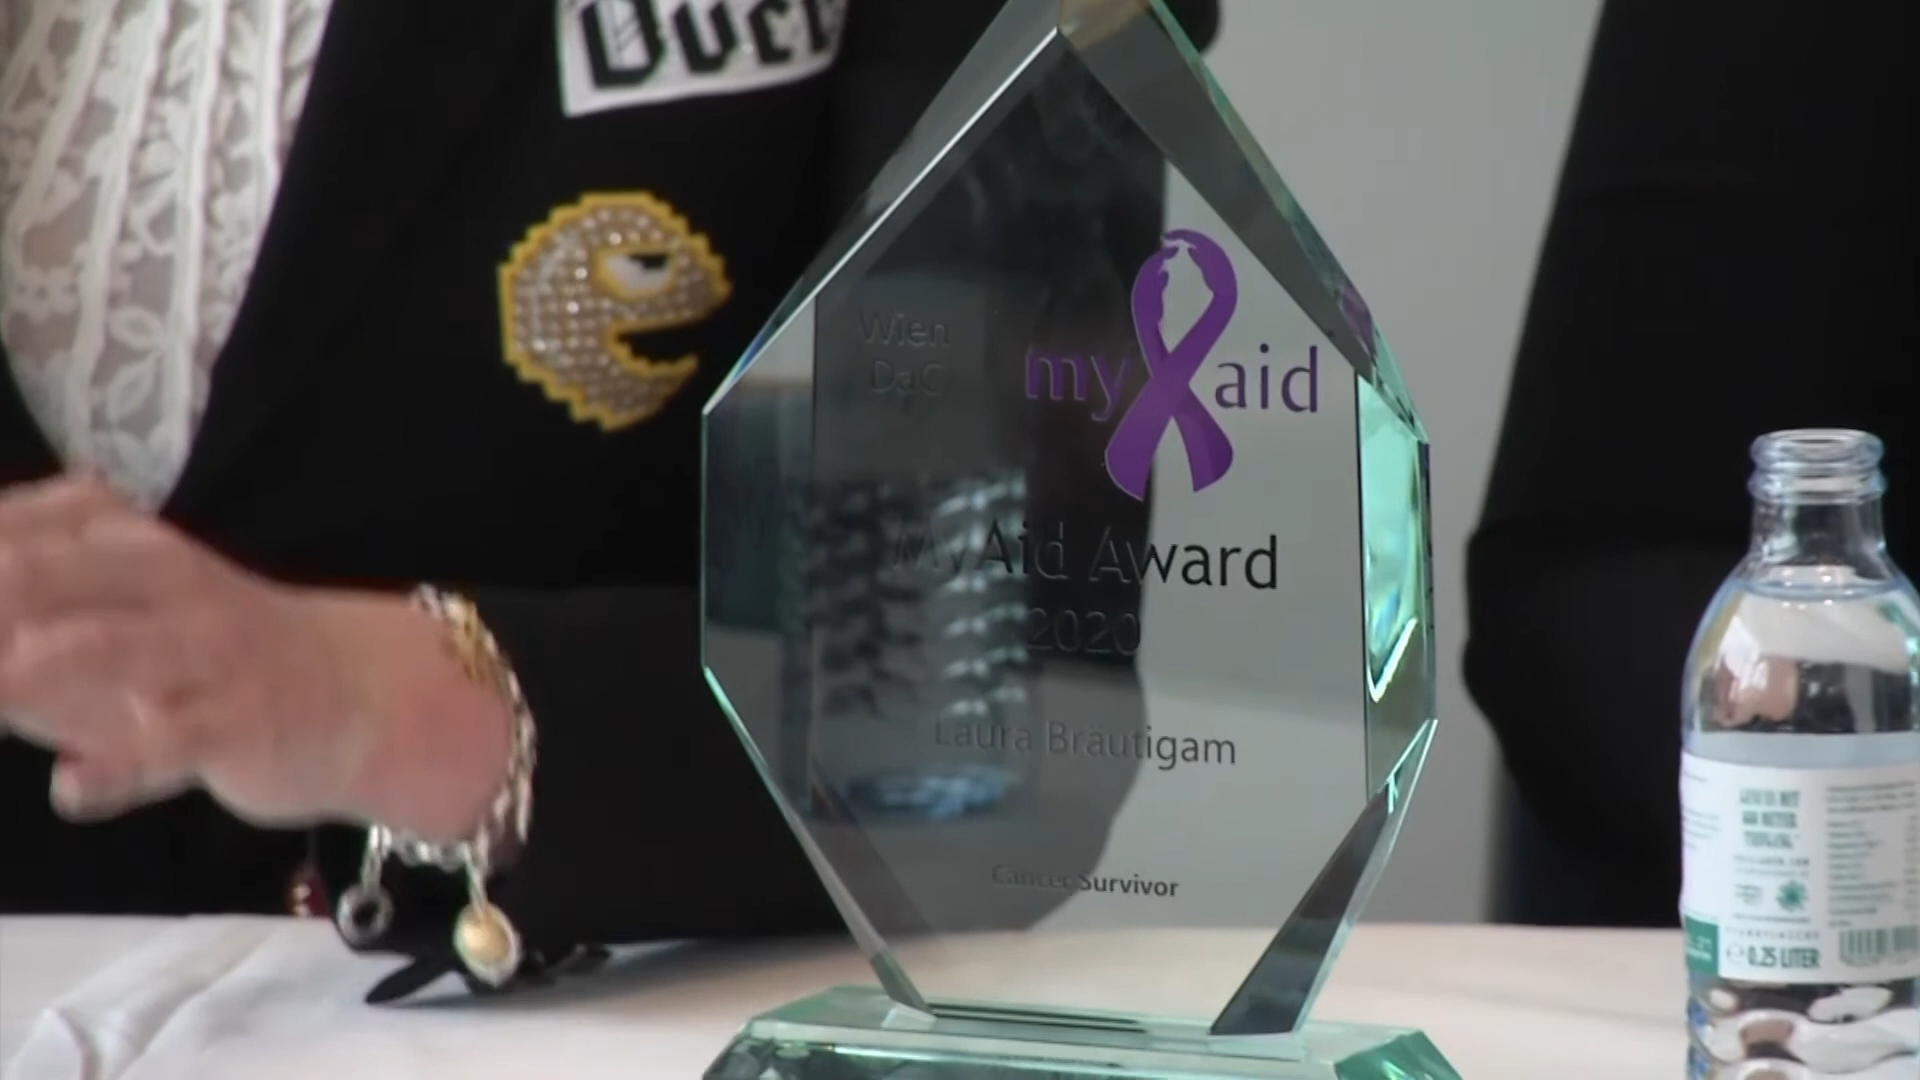 Wien
DaC
my aid
MyAid Award
2020
Laura Bräutigam
Cancer Survivor
0.25 LITER